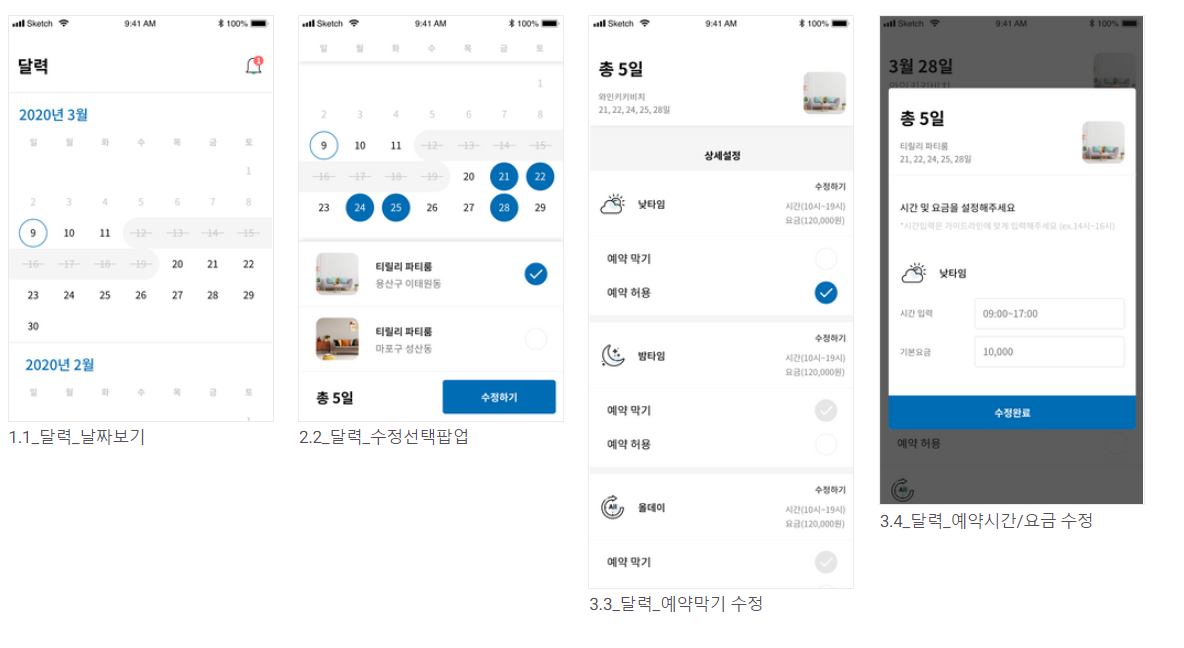 Sketch 9:41 AM 100%
달력
1
2020년 3월
일 월 화 수 목 금 토
1
2 3 4 5 6 7 8
9 10 11 12 13 14 15
16 17 18 19 20 21 22
23 24 25 26 27 28 29
30
2020년 2월
일 월 화 수 목 금 토
1
1.1_달력_날짜보기
Sketch 9:41 AM 100%
일 월 화 수 목 금 토
1
2 3 4 5 6 7 8
9 10 11 12 13 14 15
16 17 18 19 20 21 22
23 24 25 26 27 28 29
티릴리 파티룸
용산구 이태원동
티릴리 파티룸
마포구 성산동
총 5일 수정하기
2.2_달력_수정선택팝업
Sketch 9:41 AM 100%
총 5일
와인키키비치
21, 22, 24, 25, 28일
상세설정
수정하기
낮타임 시간(10시~19시)
요금(120,000원)
예약 막기
예약 허용
수정하기
밤타임 시간(10시~19시)
요금(120,000원)
예약 막기
예약 허용
수정하기
All 올데이 시간(10시~19시)
요금(120,000원)
예약 막기
3.3_달력_예약막기 수정
Sketch 9:41 AM 100%
3월 28일
와인키키비치
총 5일
티릴리 파티룸
21, 22, 24, 25, 28일
시간 및 요금을 설정해주세요
*시간입력은 가이드라인에 맞게 입력해주세요 (ex.14시~16시)
낮타임
시간 입력 09:00~17:00
기본요금 10,000
수정완료
예약 허용
All
3.4_달력_예약시간/요금 수정